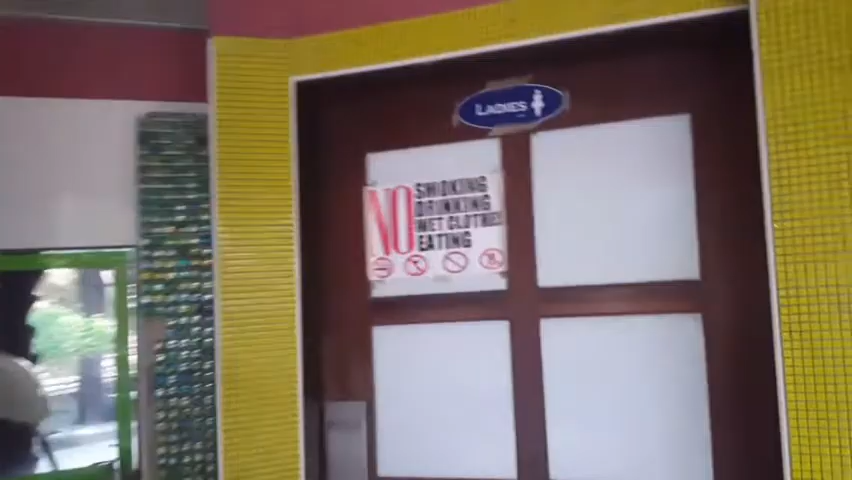 LADIES
NO
SMOKING
DRINKING
WET CLOTHES
EATING